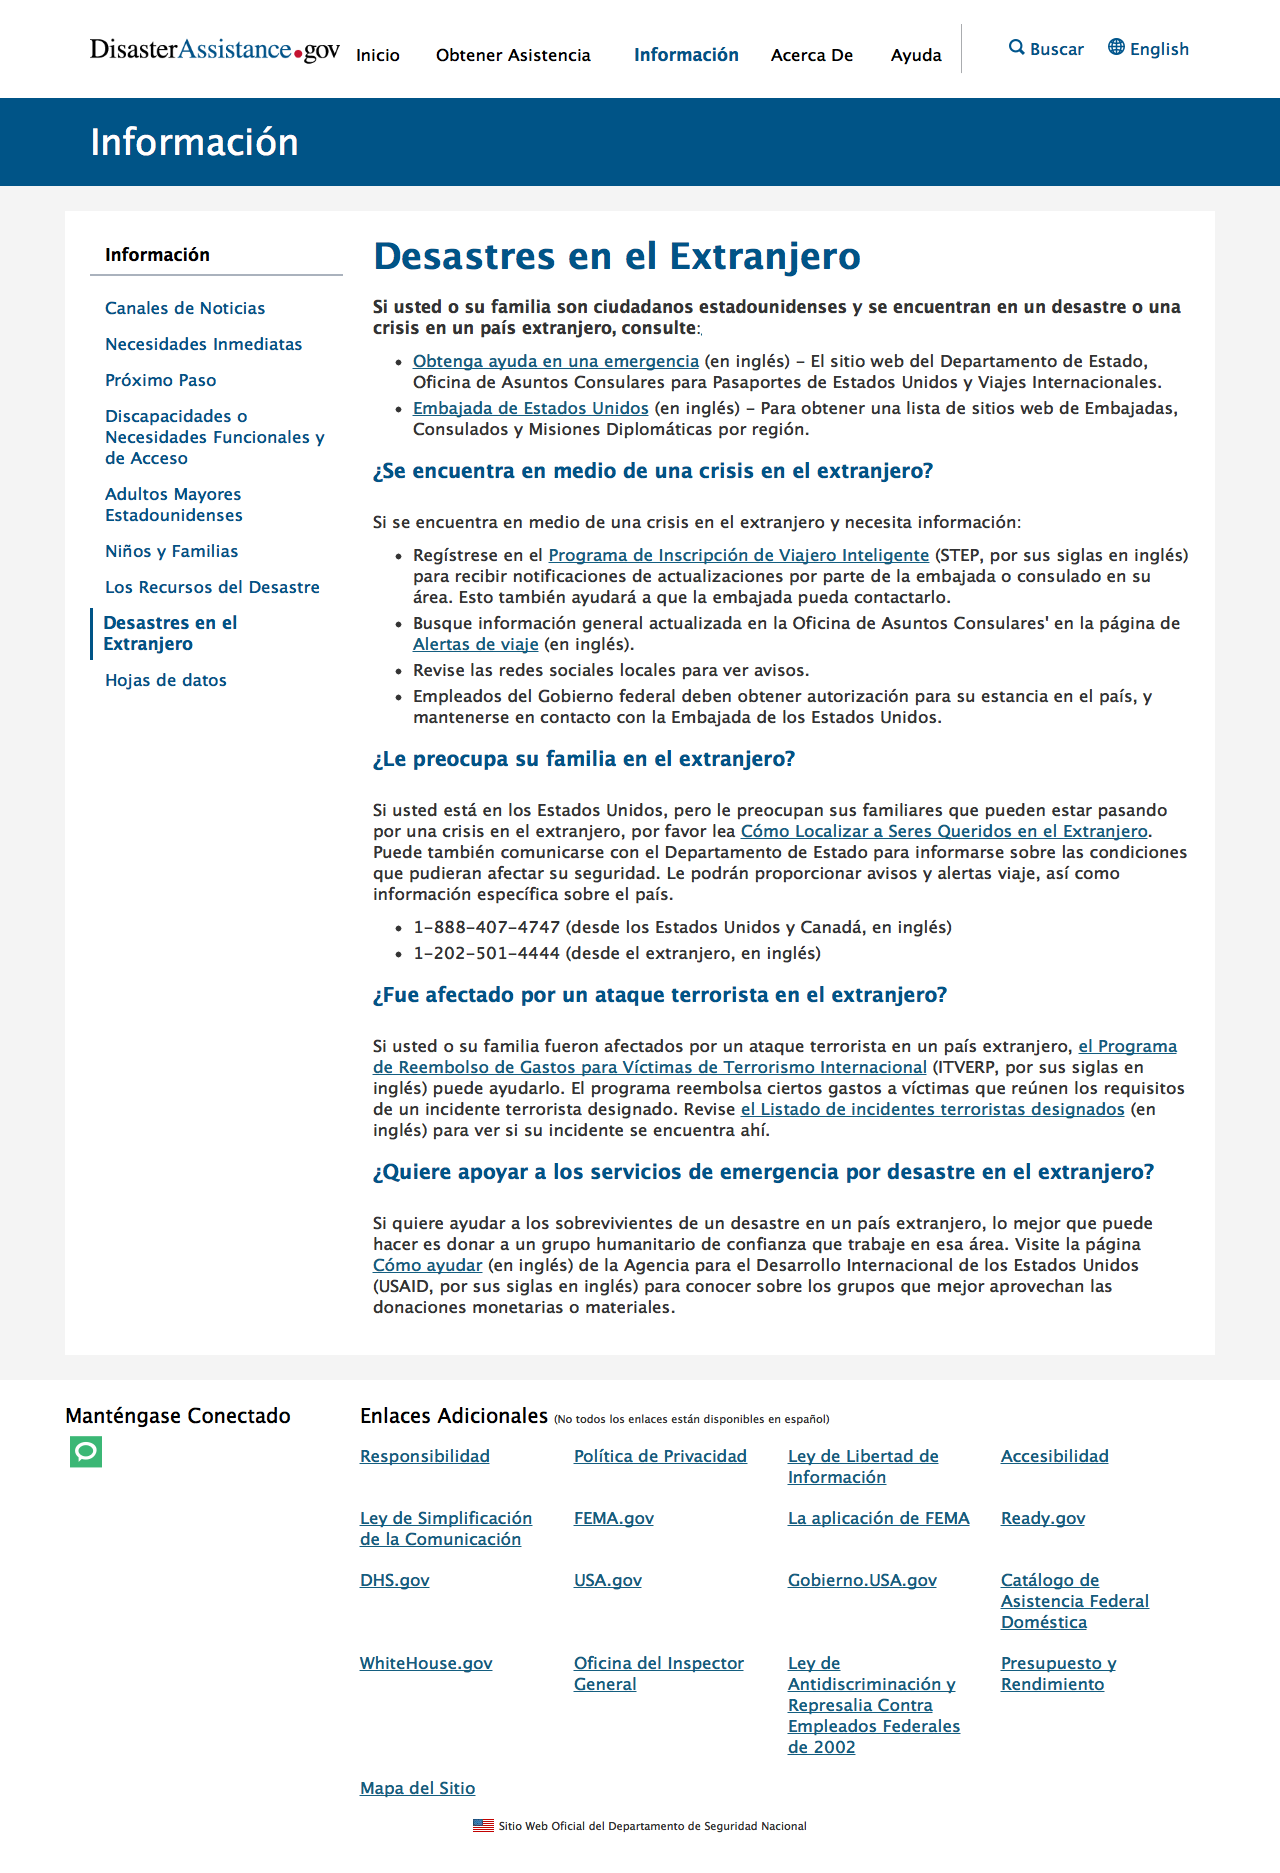 DisasterAssistance.gov
Inicio
Obtener Asistencia
Información
Acerca De
Ayuda
Buscar
English
Información
Información
Canales de Noticias
Necesidades Inmediatas
Próximo Paso
Discapacidades o
Necesidades Funcionales y
de Acceso
Adultos Mayores
Estadounidenses
Niños y Familias
Los Recursos del Desastre
Desastres en el
Extranjero
Hojas de datos
Desastres en el Extranjero
Si usted o su familia son ciudadanos estadounidenses y se encuentran en un desastre o una
crisis en un país extranjero, consulte:
• Obtenga ayuda en una emergencia (en inglés) – El sitio web del Departamento de Estado,
Oficina de Asuntos Consulares para Pasaportes de Estados Unidos y Viajes Internacionales.
• Embajada de Estados Unidos (en inglés) – Para obtener una lista de sitios web de Embajadas,
Consulados y Misiones Diplomáticas por región.
¿Se encuentra en medio de una crisis en el extranjero?
Si se encuentra en medio de una crisis en el extranjero y necesita información:
• Regístrese en el Programa de Inscripción de Viajero Inteligente (STEP, por sus siglas en inglés)
para recibir notificaciones de actualizaciones por parte de la embajada o consulado en su
área. Esto también ayudará a que la embajada pueda contactarlo.
• Busque información general actualizada en la Oficina de Asuntos Consulares' en la página de
Alertas de viaje (en inglés).
• Revise las redes sociales locales para ver avisos.
• Empleados del Gobierno federal deben obtener autorización para su estancia en el país, y
mantenerse en contacto con la Embajada de los Estados Unidos.
¿Le preocupa su familia en el extranjero?
Si usted está en los Estados Unidos, pero le preocupan sus familiares que pueden estar pasando
por una crisis en el extranjero, por favor lea Cómo Localizar a Seres Queridos en el Extranjero.
Puede también comunicarse con el Departamento de Estado para informarse sobre las condiciones
que pudieran afectar su seguridad. Le podrán proporcionar avisos y alertas viaje, así como
información específica sobre el país.
• 1-888-407-4747 (desde los Estados Unidos y Canadá, en inglés)
• 1-202-501-4444 (desde el extranjero, en inglés)
¿Fue afectado por un ataque terrorista en el extranjero?
Si usted o su familia fueron afectados por un ataque terrorista en un país extranjero, el Programa
de Reembolso de Gastos para Víctimas de Terrorismo Internacional (ITVERP, por sus siglas en
inglés) puede ayudarlo. El programa reembolsa ciertos gastos a víctimas que reúnen los requisitos
de un incidente terrorista designado. Revise el Listado de incidentes terroristas designados (en
inglés) para ver si su incidente se encuentra ahí.
¿Quiere apoyar a los servicios de emergencia por desastre en el extranjero?
Si quiere ayudar a los sobrevivientes de un desastre en un país extranjero, lo mejor que puede
hacer es donar a un grupo humanitario de confianza que trabaje en esa área. Visite la página
Cómo ayudar (en inglés) de la Agencia para el Desarrollo Internacional de los Estados Unidos
(USAID, por sus siglas en inglés) para conocer sobre los grupos que mejor aprovechan las
donaciones monetarias o materiales.
Manténgase Conectado
Enlaces Adicionales (No todos los enlaces están disponibles en español)
Responsibilidad
Política de Privacidad
Ley de Libertad de
Información
Accesibilidad
Ley de Simplificación
de la Comunicación
FEMA.gov
La aplicación de FEMA
Ready.gov
DHS.gov
USA.gov
Gobierno.USA.gov
Catálogo de
Asistencia Federal
Doméstica
WhiteHouse.gov
Oficina del Inspector
General
Ley de
Antidiscriminación y
Represalia Contra
Empleados Federales
de 2002
Presupuesto y
Rendimiento
Mapa del Sitio
Sitio Web Oficial del Departamento de Seguridad Nacional